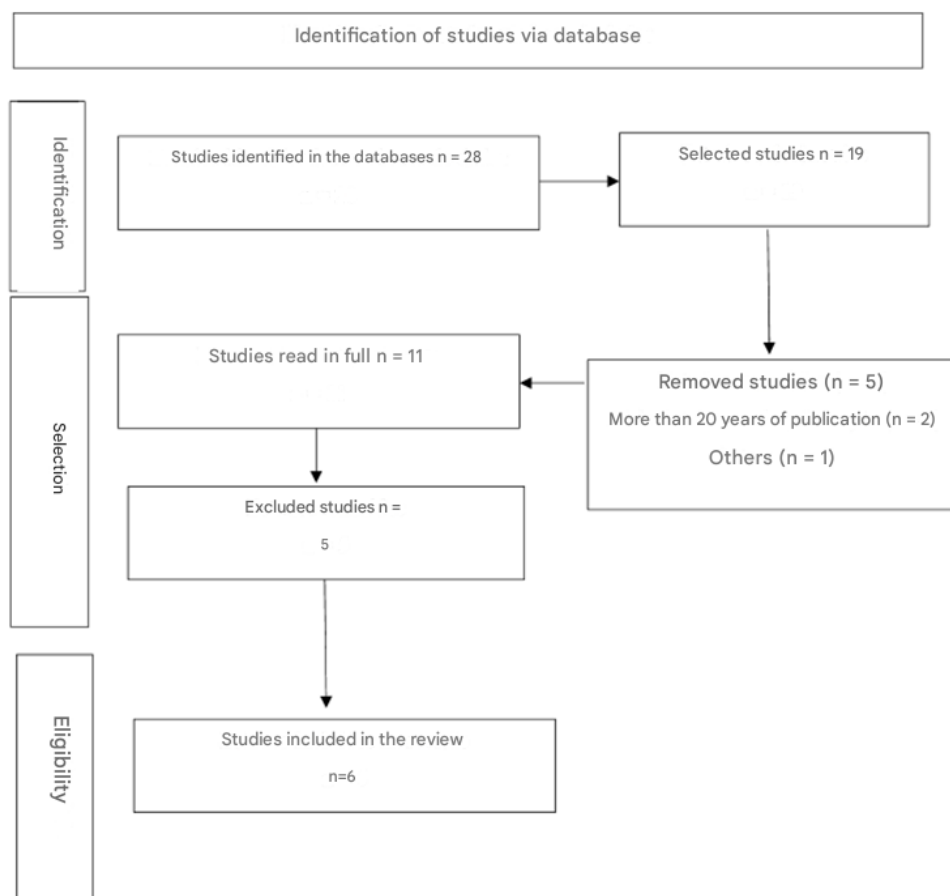 Identification of studies via database
Identification
Studies identified in the databases n = 28
Selected studies n = 19
Selection
Studies read in full n = 11
Removed studies (n = 5)
More than 20 years of publication (n = 2)
Others (n = 1)
Excluded studies n =
5
Eligibility
Studies included in the review
n=6